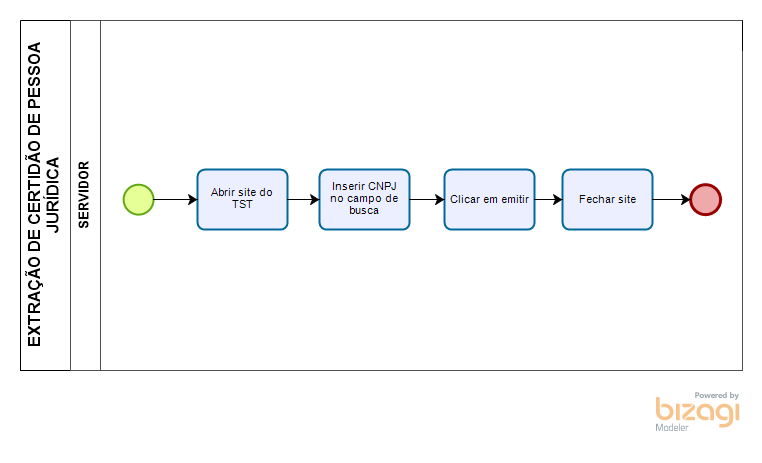 EXTRAÇÃO DE CERTIDÃO DE PESSOA
JURÍDICA
SERVIDOR
Abrir site do
TST
Inserir CNPJ
no campo de
busca
Clicar em emitir
Fechar site
Powered by
bizagi
Modeler